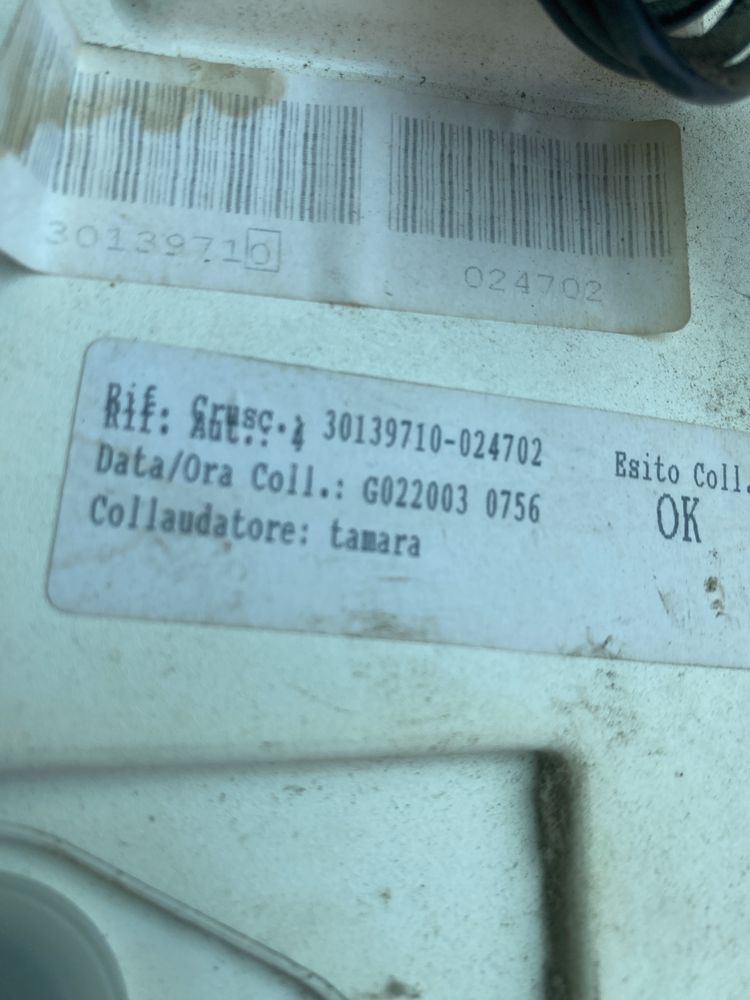 30139710
024702
Rif. Crusc.: 30139710-024702
Data/Ora Coll.: G022003 0756
Collaudatore: tamara
Esito Coll.
OK